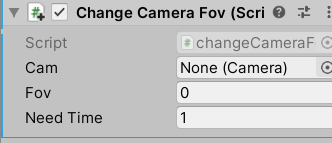 Change Camera Fov (Scri
Script changeCameraF
Cam None (Camera)
Fov 0
Need Time 1